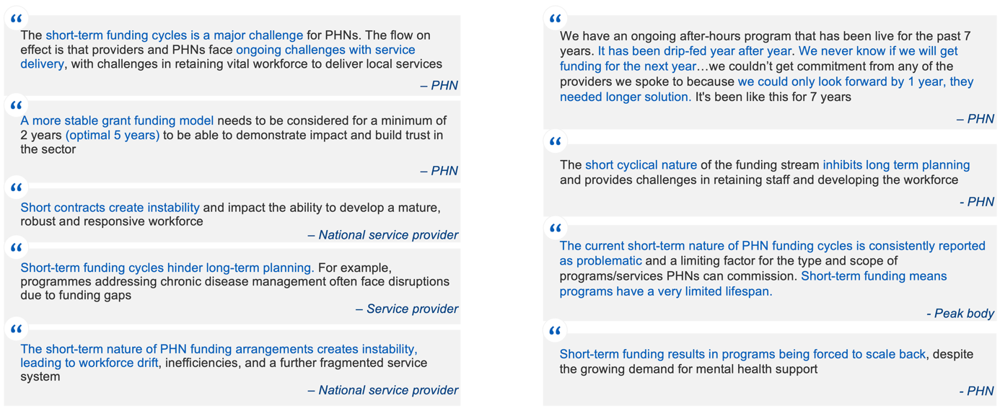 “
The short-term funding cycles is a major challenge for PHNs. The flow on
effect is that providers and PHNs face ongoing challenges with service
delivery, with challenges in retaining vital workforce to deliver local services
– PHN
“
A more stable grant funding model needs to be considered for a minimum of
2 years (optimal 5 years) to be able to demonstrate impact and build trust in
the sector
– PHN
“
Short contracts create instability and impact the ability to develop a mature,
robust and responsive workforce
– National service provider
“
Short-term funding cycles hinder long-term planning. For example,
programmes addressing chronic disease management often face disruptions
due to funding gaps
– Service provider
“
The short-term nature of PHN funding arrangements creates instability,
leading to workforce drift, inefficiencies, and a further fragmented service
system
– National service provider
“
We have an ongoing after-hours program that has been live for the past 7
years. It has been drip-fed year after year. We never know if we will get
funding for the next year…we couldn’t get commitment from any of the
providers we spoke to because we could only look forward by 1 year, they
needed longer solution. It's been like this for 7 years
– PHN
“
The short cyclical nature of the funding stream inhibits long term planning
and provides challenges in retaining staff and developing the workforce
- PHN
“
The current short-term nature of PHN funding cycles is consistently reported
as problematic and a limiting factor for the type and scope of
programs/services PHNs can commission. Short-term funding means
programs have a very limited lifespan.
- Peak body
“
Short-term funding results in programs being forced to scale back, despite
the growing demand for mental health support
- PHN